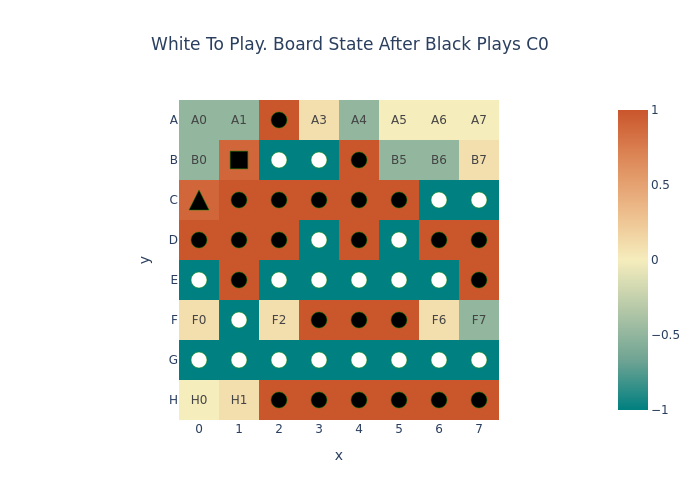 White To Play. Board State After Black Plays C0
A A0 A1 A3 A4 A5 A6 A7
B B0 B5 B6 B7
C
D
E
F F0 F2 F6 F7
G
H H0 H1
0 1 2 3 4 5 6 7
x
y
1
0.5
0
−0.5
−1